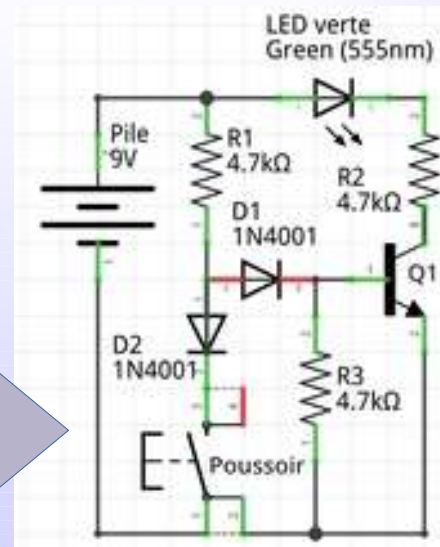 LED verte
Green (555nm)
Pile
9V
R1
4.7kΩ
R2
4.7kΩ
D1
1N4001
Q1
D2
1N4001
R3
4.7kΩ
Poussoir